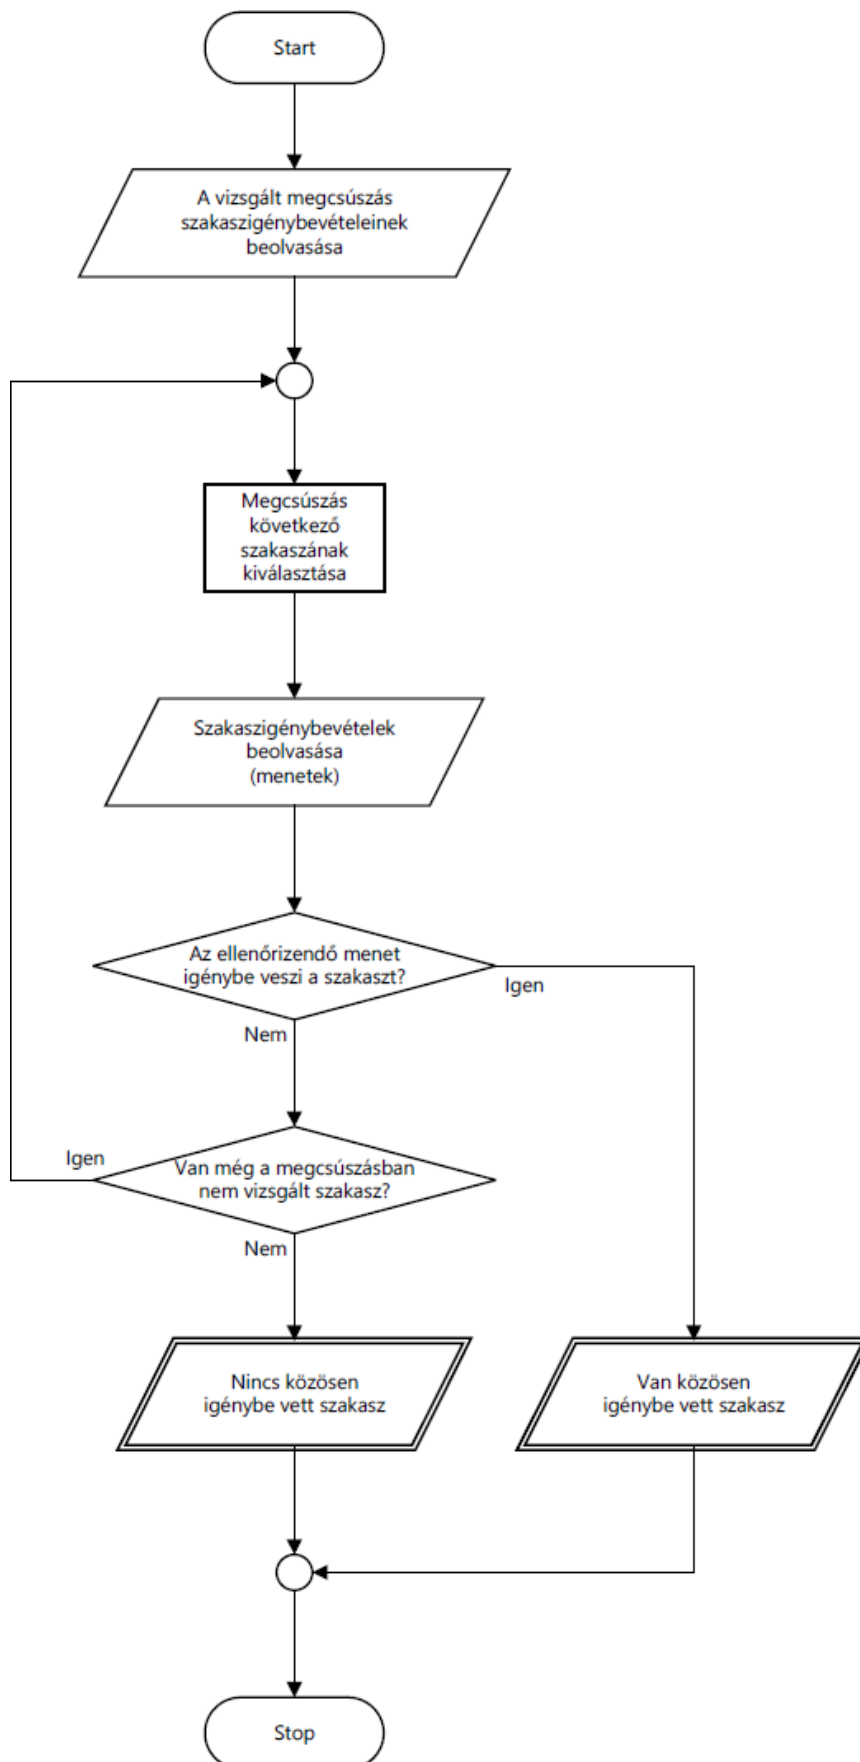 Start
A vizsgált megcsúszás
szakaszigénybevételeinek
beolvasása
Megcsúszás
következő
szakaszának
kiválasztása
Szakaszigénybevételek
beolvasása
(menetek)
Az ellenőrizendő menet
igénybe veszi a szakaszt?
Igen
Nem
Igen
Van még a megcsúszásban
nem vizsgált szakasz?
Nem
Nincs közösen
igénybe vett szakasz
Van közösen
igénybe vett szakasz
Stop